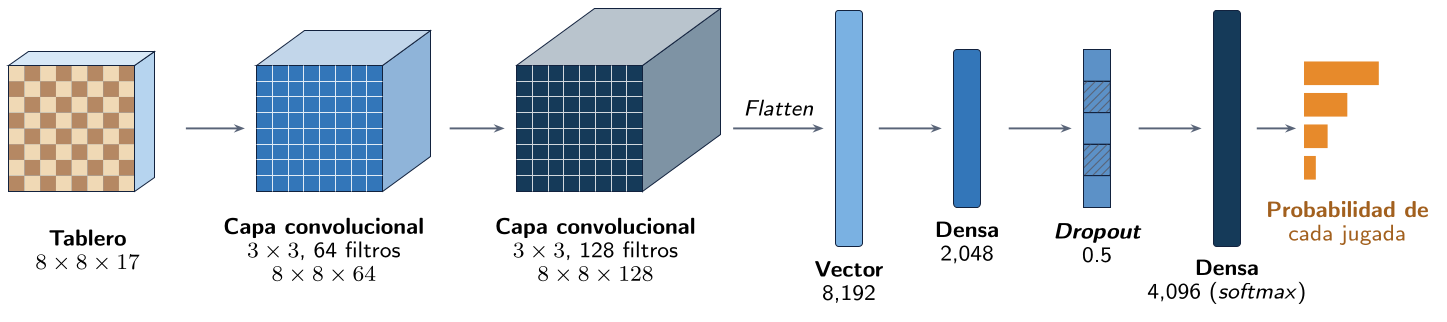 Tablero
8 × 8 × 17
Capa convolucional
3 × 3, 64 filtros
8 × 8 × 64
Capa convolucional
3 × 3, 128 filtros
8 × 8 × 128
Flatten
Vector
8,192
Densa
2,048
Dropout
0.5
Densa
4,096 (softmax)
Probabilidad de
cada jugada